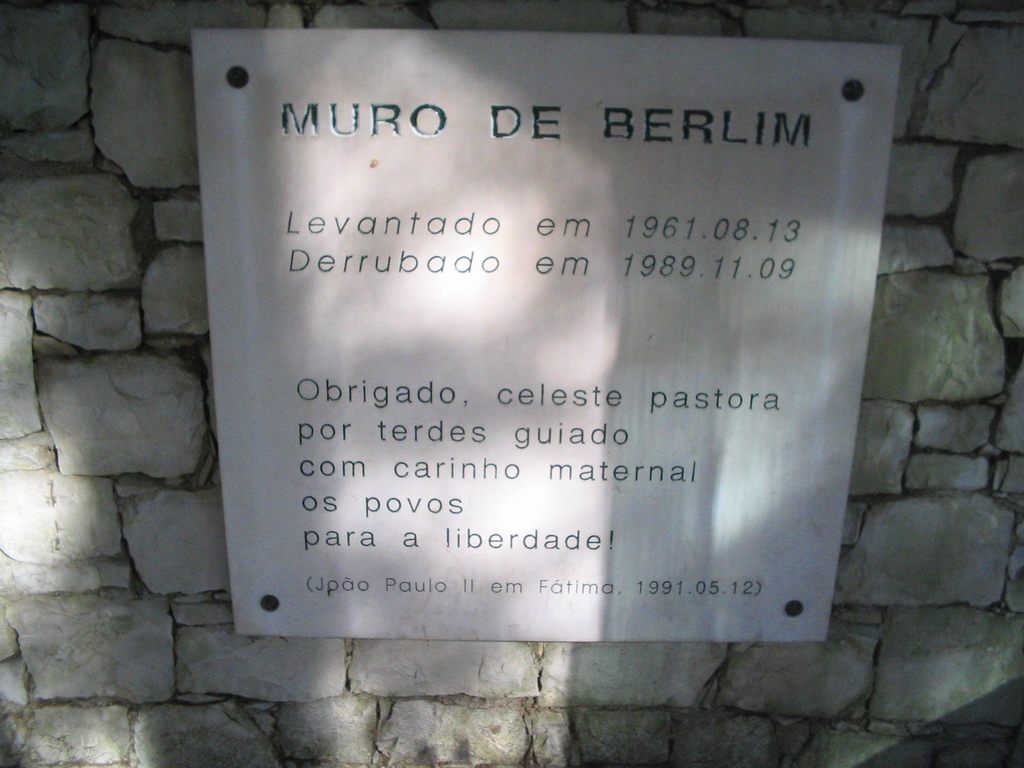 MURO DE BERLIM
Levantado em 1961.08.13
Derrubado em 1989.11.09
Obrigado, celeste pastora
por terdes guiado
com carinho maternal
os povos
para a liberdade!
(João Paulo II em Fátima, 1991.05.12)